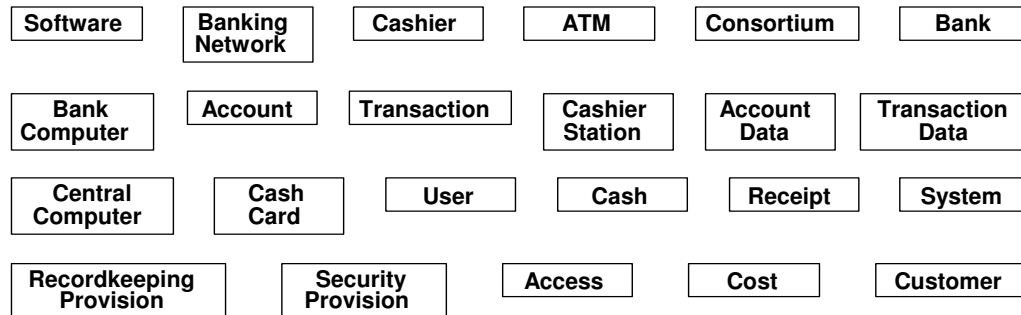 Software
Banking
Network
Cashier
ATM
Consortium
Bank
Bank
Computer
Account
Transaction
Cashier
Station
Account
Data
Transaction
Data
Central
Computer
Cash
Card
User
Cash
Receipt
System
Recordkeeping
Provision
Security
Provision
Access
Cost
Customer